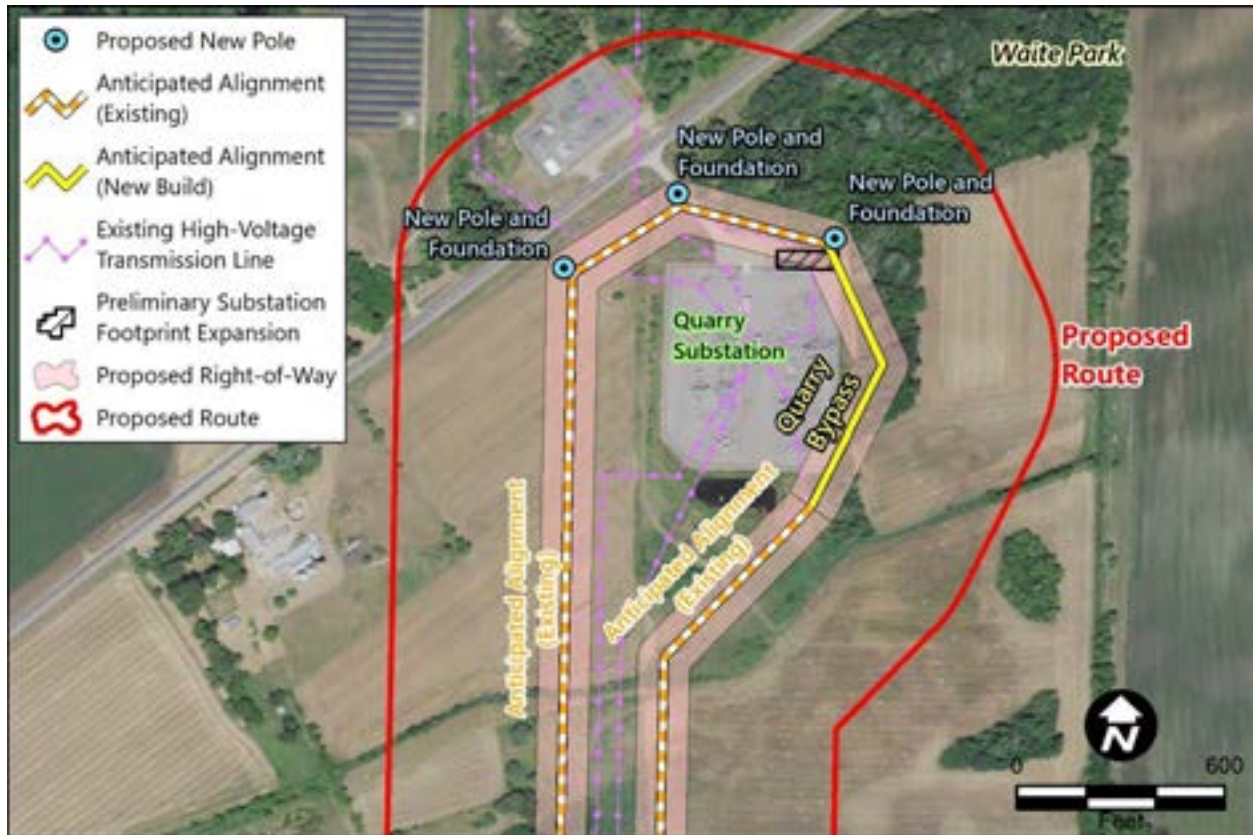 Proposed New Pole
Anticipated Alignment
(Existing)
Anticipated Alignment
(New Build)
Existing High-Voltage
Transmission Line
Preliminary Substation
Footprint Expansion
Proposed Right-of-Way
Proposed Route
Waite Park
New Pole and
Foundation
New Pole and
Foundation
New Pole and
Foundation
Quarry
Substation
Proposed
Route
Quarry
Bypass
Anticipated Alignment
(Existing)
Anticipated Alignment
(Existing)
N
0 600
Feet